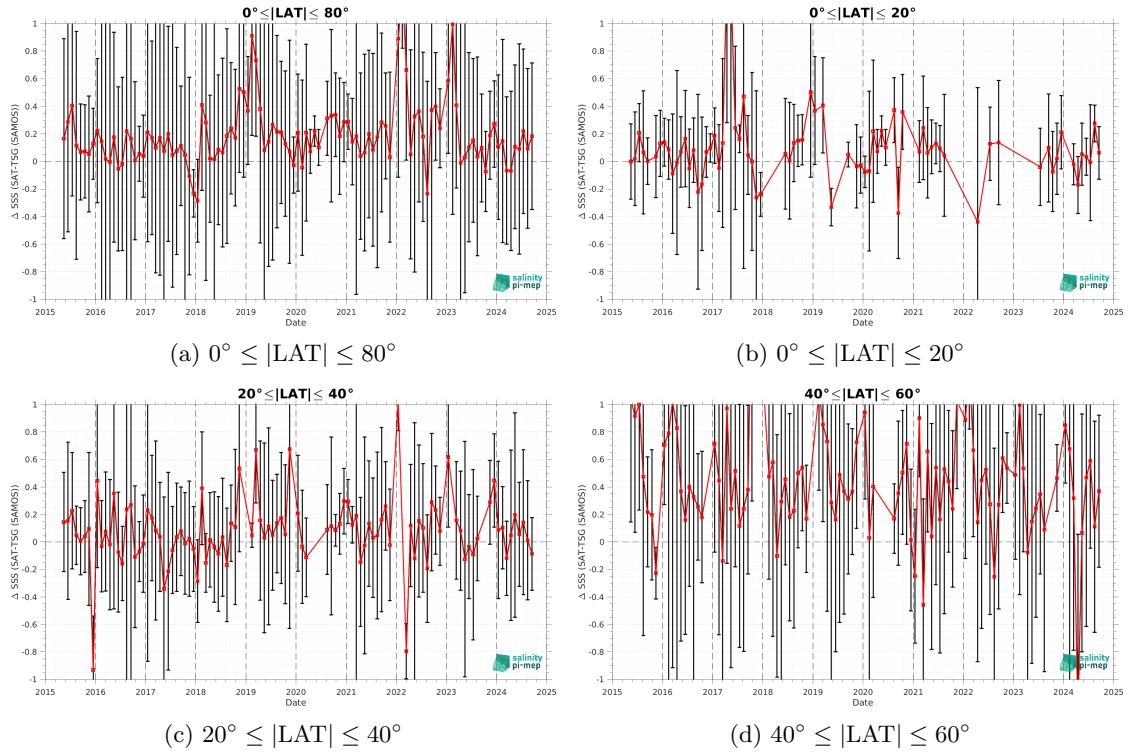 0°≤|LAT|≤ 80°
Δ SSS (SAT-TSG (SAMOS))
1
0.8
0.6
0.4
0.2
0
-0.2
-0.4
-0.6
-0.8
-1
2015 2016 2017 2018 2019 2020 2021 2022 2023 2024 2025
Date
salinity
pi-mep
(a) 0° ≤ |LAT| ≤ 80°
0°≤|LAT|≤ 20°
Δ SSS (SAT-TSG (SAMOS))
1
0.8
0.6
0.4
0.2
0
-0.2
-0.4
-0.6
-0.8
-1
2015 2016 2017 2018 2019 2020 2021 2022 2023 2024 2025
Date
salinity
pi-mep
(b) 0° ≤ |LAT| ≤ 20°
20°≤|LAT|≤ 40°
Δ SSS (SAT-TSG (SAMOS))
1
0.8
0.6
0.4
0.2
0
-0.2
-0.4
-0.6
-0.8
-1
2015 2016 2017 2018 2019 2020 2021 2022 2023 2024 2025
Date
salinity
pi-mep
(c) 20° ≤ |LAT| ≤ 40°
40°≤|LAT|≤ 60°
Δ SSS (SAT-TSG (SAMOS))
1
0.8
0.6
0.4
0.2
0
-0.2
-0.4
-0.6
-0.8
-1
2015 2016 2017 2018 2019 2020 2021 2022 2023 2024 2025
Date
salinity
pi-mep
(d) 40° ≤ |LAT| ≤ 60°